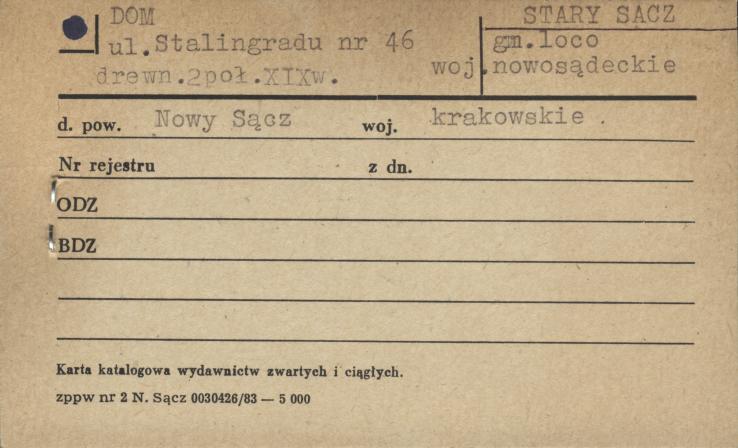 DOM
ul.Stalingradu nr 46
drewn.2poł.XIXw.
STARY SACZ
gm.loco
woj.nowosądeckie
d. pow. Nowy Sącz woj. krakowskie .
Nr rejestru z dn.
ODZ
BDZ
Karta katalogowa wydawnictw zwartych i ciągłych.
zppw nr 2 N. Sącz 0030426/83 — 5 000